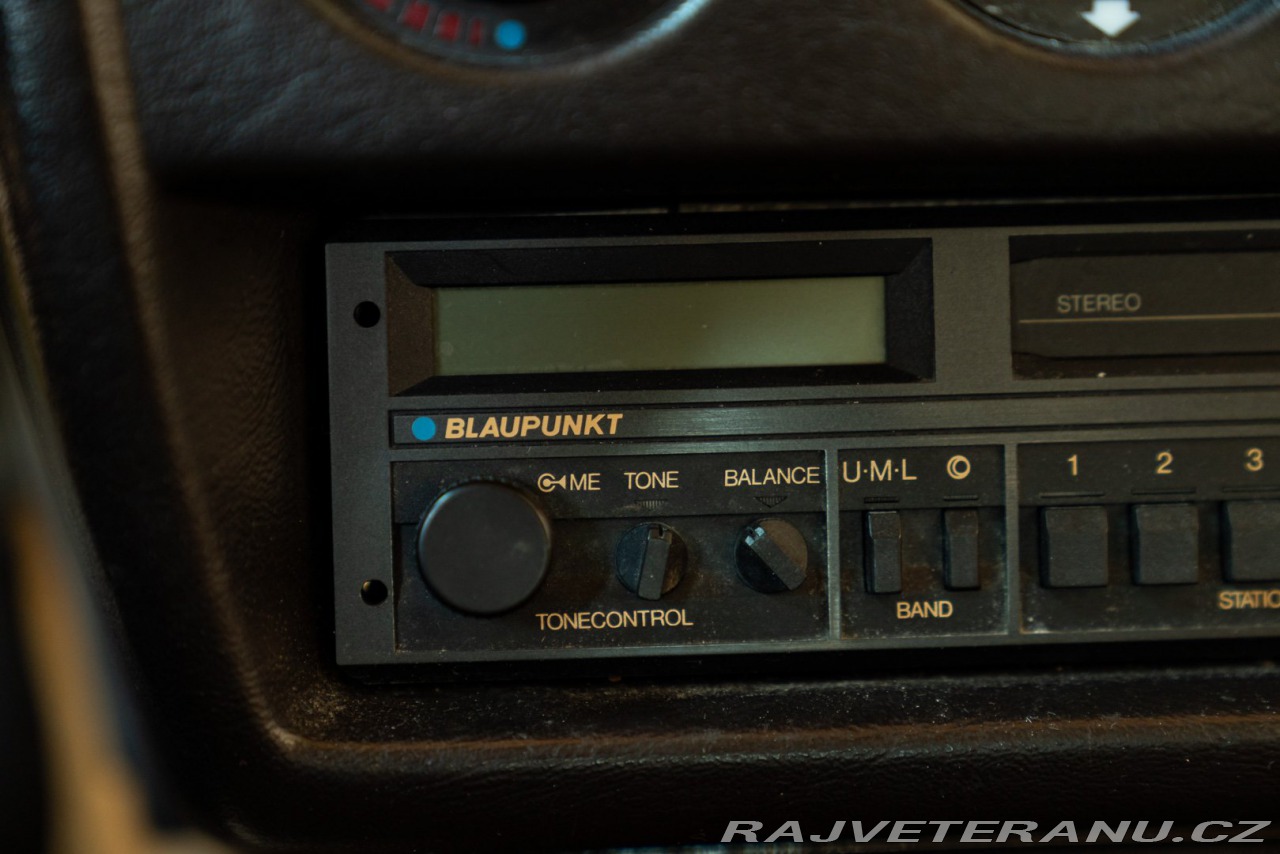 STEREO
BLAUPUNKT
ME TONE BALANCE U·M·L 1 2 3
TONECONTROL BAND
RAJVETERANU.CZ